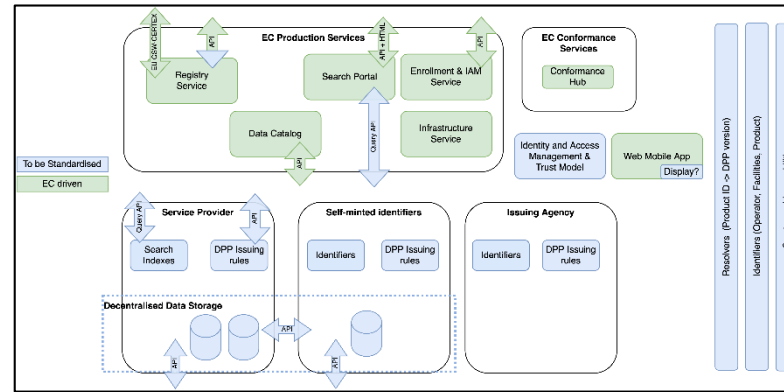 EU CSW-CERTEX
API
EC Production Services
API + HTML
API
EC Conformance
Services
Registry
Service
Search Portal
Enrollment & IAM
Service
Conformance
Hub
Data Catalog
Infrastructure
Service
API
Query API
To be Standardised
EC driven
Identity and Access
Management &
Trust Model
Web Mobile App
Display?
Resolvers (Product ID -> DPP version)
Identifiers (Operator, Facilities, Product)
Query API
Service Provider
API
Self-minted identifiers
Issuing Agency
Search
Indexes
DPP Issuing
rules
Identifiers
DPP Issuing
rules
Identifiers
DPP Issuing
rules
Decentralised Data Storage
API
API
API